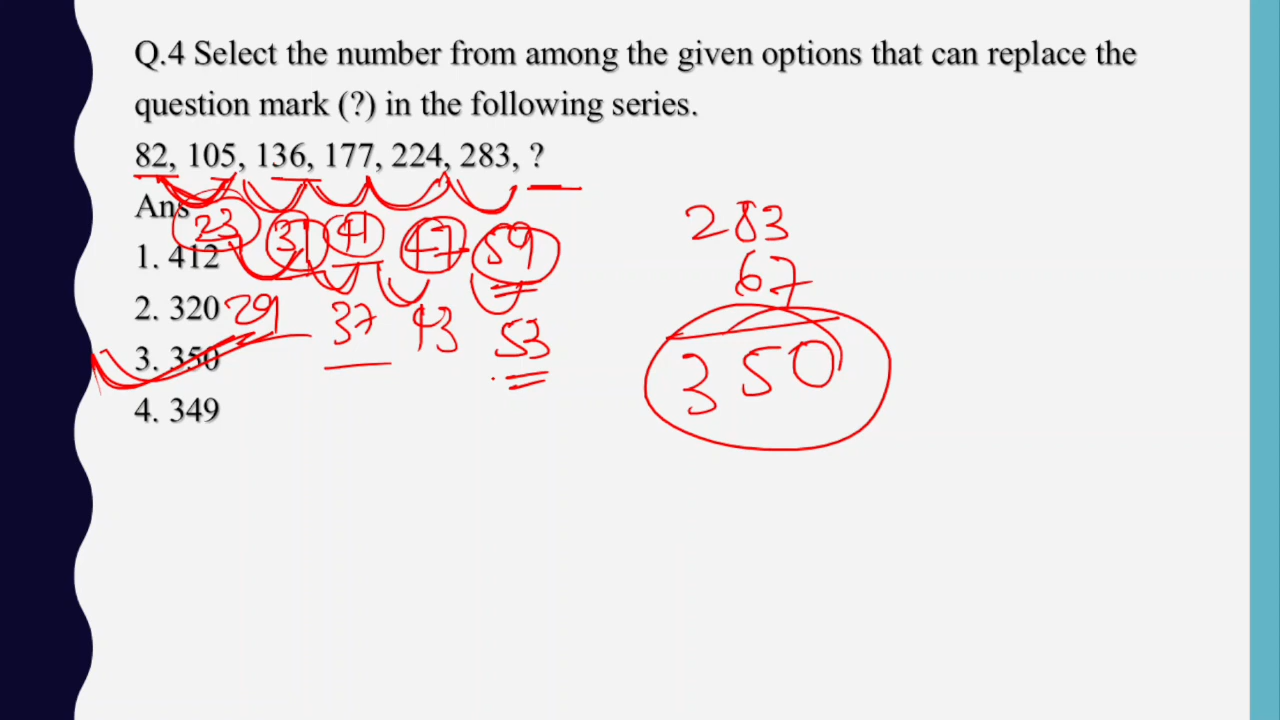 Q.4 Select the number from among the given options that can replace the
question mark (?) in the following series.
82, 105, 136, 177, 224, 283, ?
Ans
23 31 41 47 59
1. 412
2. 320
29 37 43 53
3. 350
4. 349
283
67
350